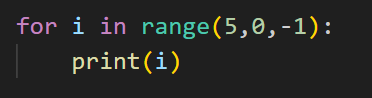 for i in range(5,0,-1):
    print(i)